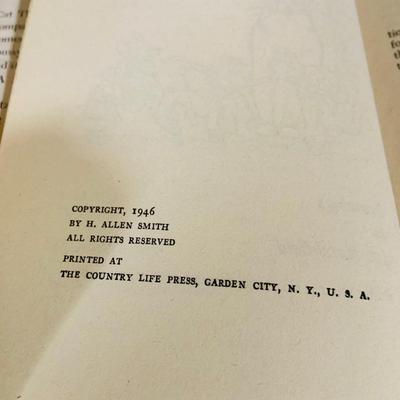 COPYRIGHT, 1946
BY H. ALLEN SMITH
ALL RIGHTS RESERVED
PRINTED AT
THE COUNTRY LIFE PRESS, GARDEN CITY, N. Y., U. S. A.